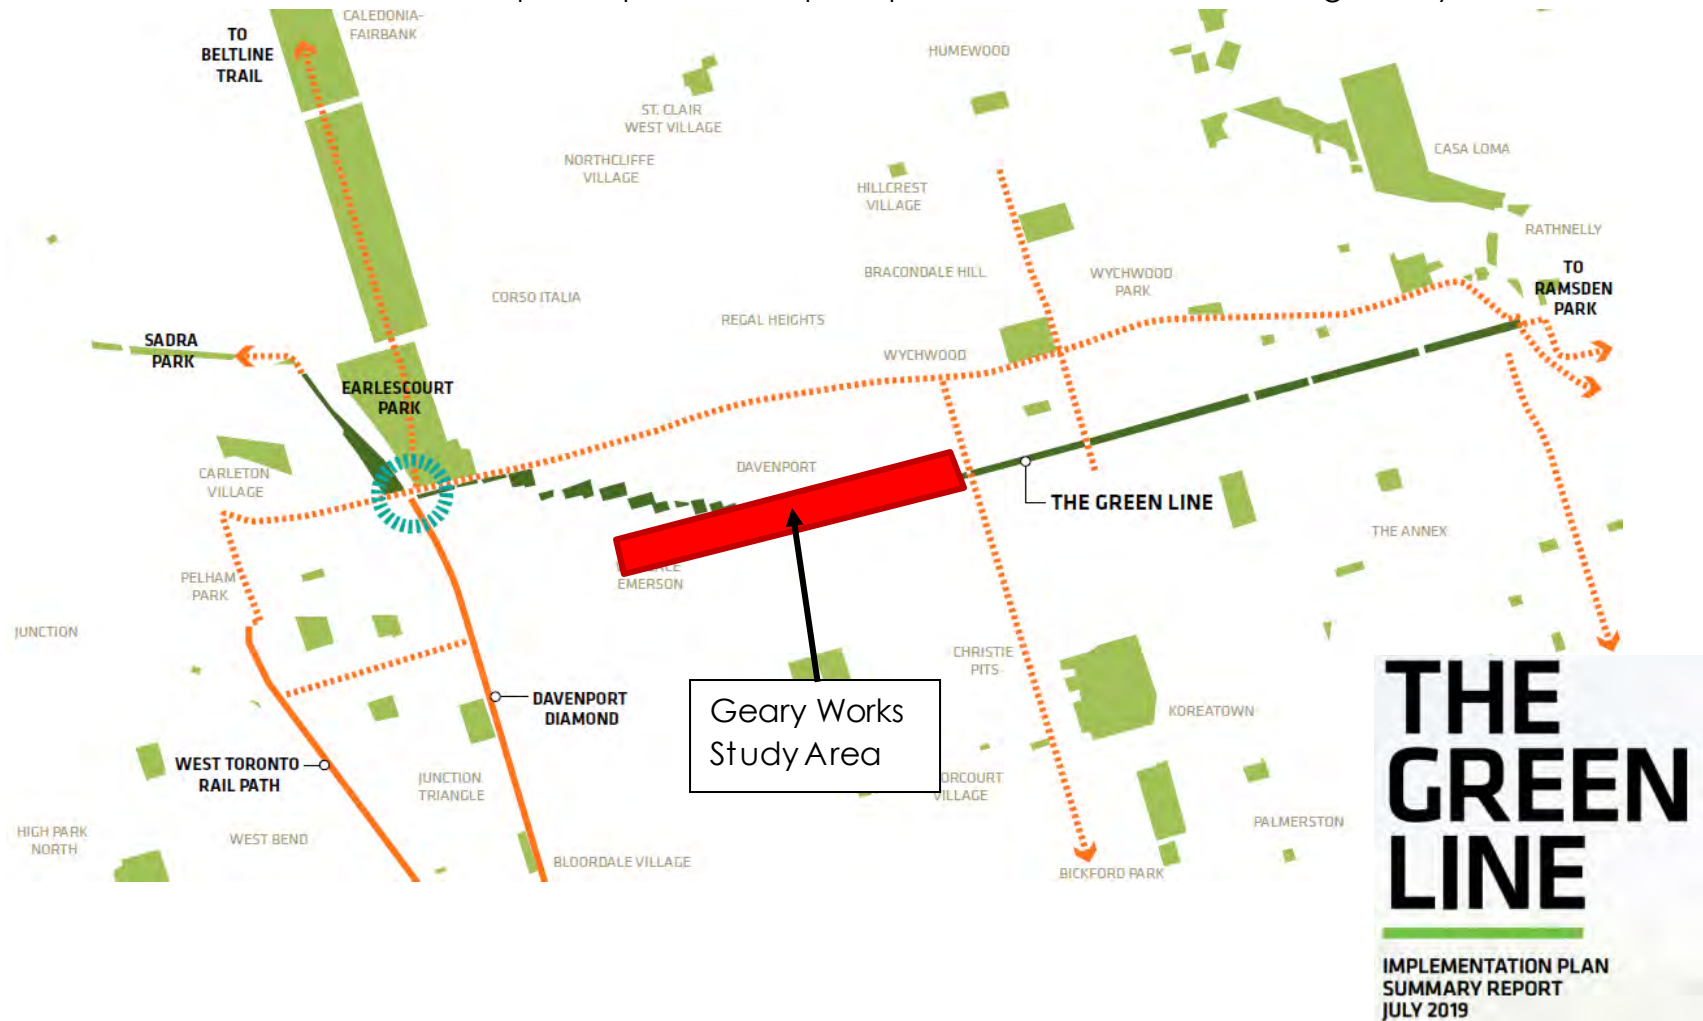 CALEDONIA-
FAIRBANK
TO
BELTLINE
TRAIL
HUMEWOOD
ST. CLAIR
WEST VILLAGE
NORTHCLIFFE
VILLAGE
CASA LOMA
HILLCREST
VILLAGE
RATHNELLY
BRACONDALE HILL
WYCHWOOD
PARK
TO
RAMSDEN
PARK
CORSO ITALIA
REGAL HEIGHTS
SADRA
PARK
WYCHWOOD
EARLESCOURT
PARK
DAVENPORT
CARLETON
VILLAGE
THE GREEN LINE
THE ANNEX
PELHAM
PARK
EMERSON
JUNCTION
CHRISTIE
PITS
Geary Works
Study Area
DAVENPORT
DIAMOND
KOREATOWN
WEST TORONTO
RAIL PATH
JUNCTION
TRIANGLE
ORCOURT
VILLAGE
PALMERSTON
HIGH PARK
NORTH
WEST BEND
BLOORDALE VILLAGE
BICKFORD PARK
THE
GREEN
LINE
IMPLEMENTATION PLAN
SUMMARY REPORT
JULY 2019